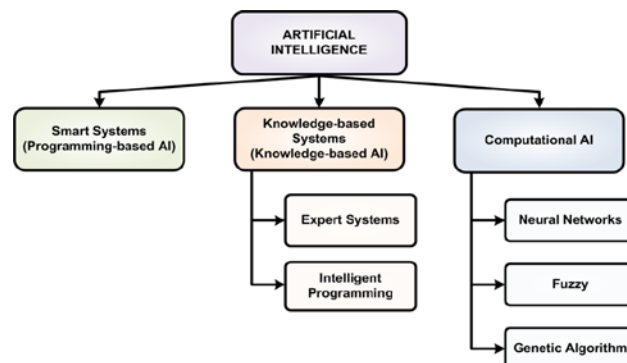 ARTIFICIAL
INTELLIGENCE
Smart Systems
(Programming-based AI)
Knowledge-based
Systems
(Knowledge-based AI)
Computational AI
Expert Systems
Intelligent
Programming
Neural Networks
Fuzzy
Genetic Algorithm